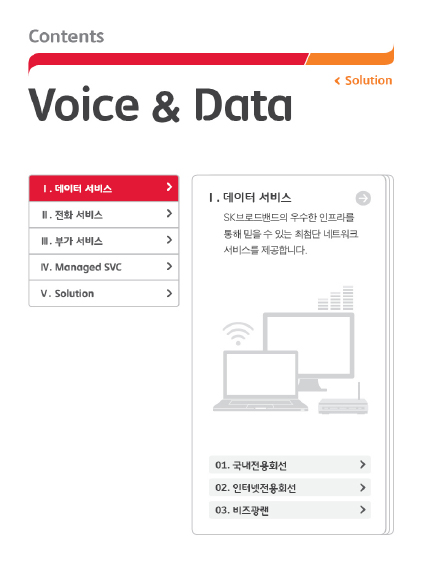 Contents
< Solution
Voice & Data
Ⅰ. 데이터 서비스 >
Ⅱ. 전화 서비스 >
Ⅲ. 부가 서비스 >
Ⅳ. Managed SVC >
Ⅴ. Solution >
Ⅰ. 데이터 서비스
SK브로드밴드의 우수한 인프라를
통해 믿을 수 있는 최첨단 네트워크
서비스를 제공합니다.
01. 국내전용회선 >
02. 인터넷전용회선 >
03. 비즈광랜 >